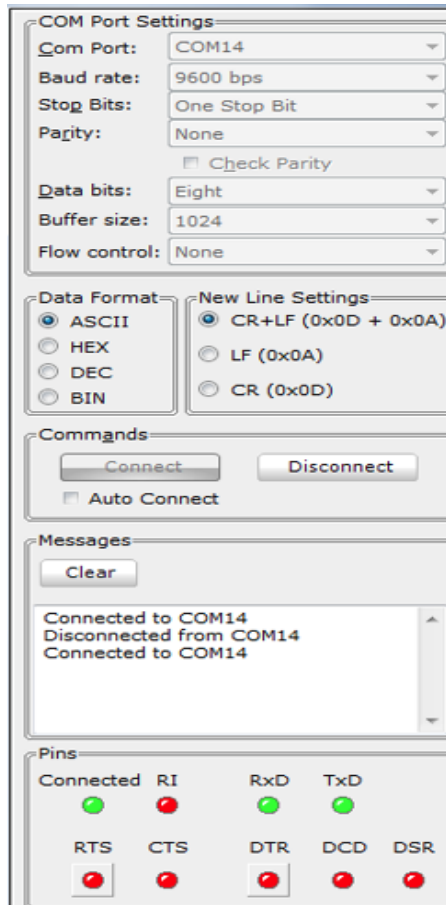 COM Port Settings
Com Port: COM14
Baud rate: 9600 bps
Stop Bits: One Stop Bit
Parity: None
Check Parity
Data bits: Eight
Buffer size: 1024
Flow control: None
Data Format
ASCII
HEX
DEC
BIN
New Line Settings
CR+LF (0x0D + 0x0A)
LF (0x0A)
CR (0x0D)
Commands
Connect Disconnect
Auto Connect
Messages
Clear
Connected to COM14
Disconnected from COM14
Connected to COM14
Pins
Connected RI RxD TxD
RTS CTS DTR DCD DSR